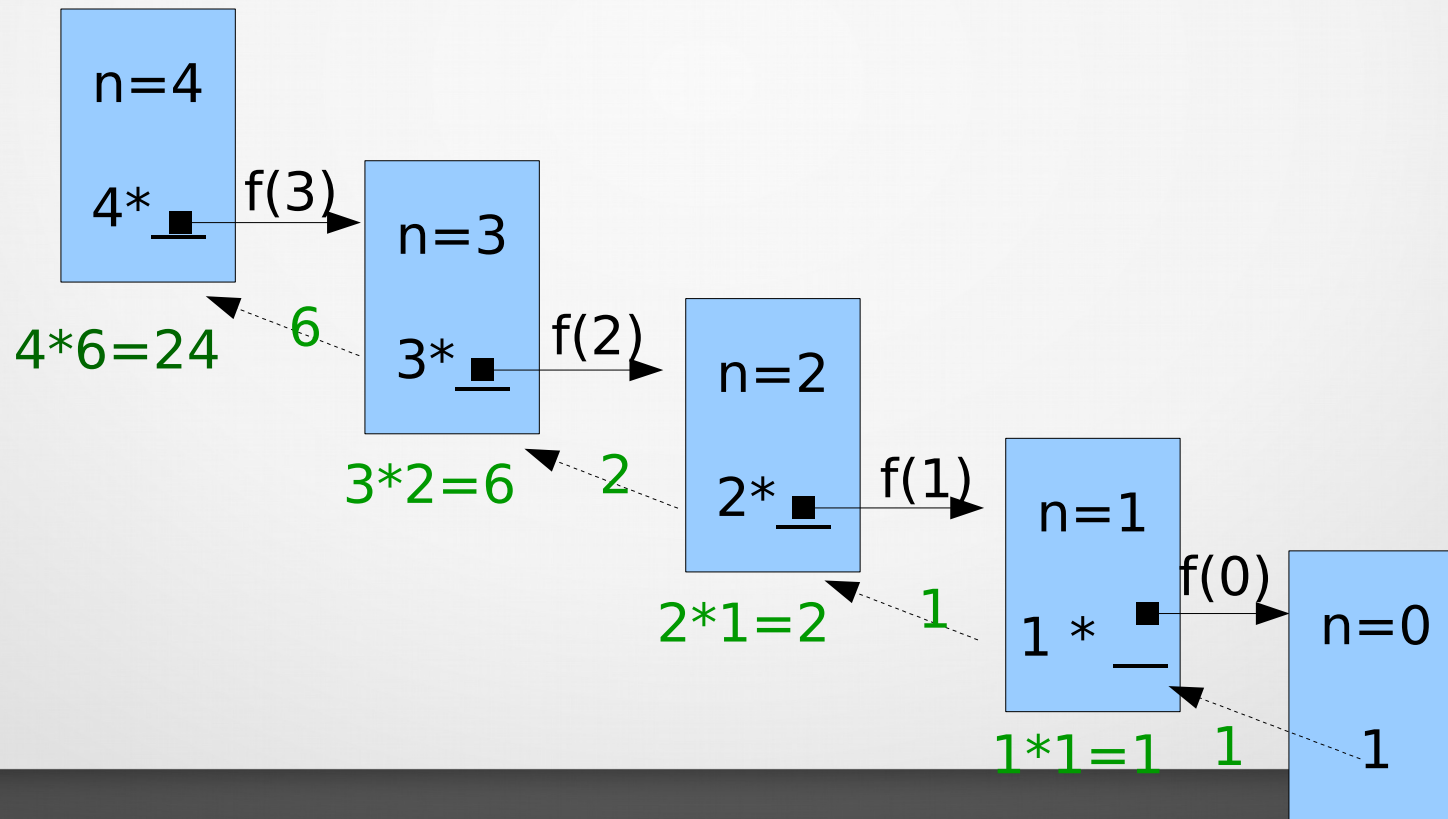 n=4
4*
f(3)
n=3
3*
6
4*6=24
f(2)
n=2
2*
2
3*2=6
f(1)
n=1
1 *
1
2*1=2
f(0)
n=0
1
1
1*1=1